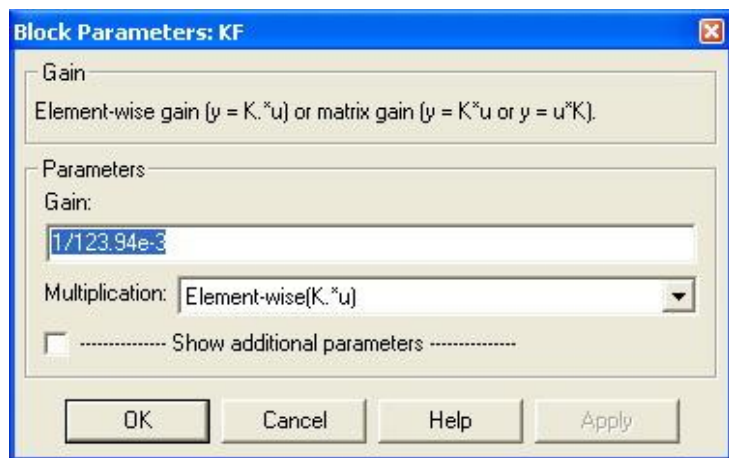 Block Parameters: KF
Gain
Element-wise gain (y = K.*u) or matrix gain (y = K*u or y = u*K).
Parameters
Gain:
1/123.94e-3
Multiplication: Element-wise(K.*u)
-------------- Show additional parameters --------------
OK Cancel Help Apply